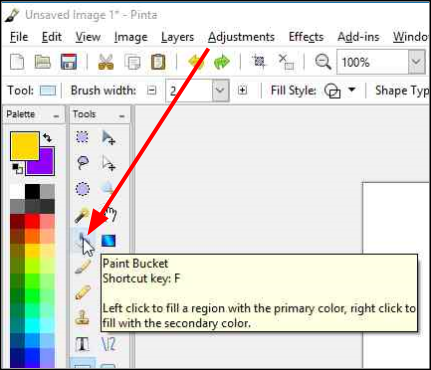 Unsaved Image 1* - Pinta
File Edit View Image Layers Adjustments Effects Add-ins Windo
100%
Tool: Brush width: 2 Fill Style: Shape Typ
Palette Tools
Paint Bucket
Shortcut key: F
Left click to fill a region with the primary color, right click to
fill with the secondary color.